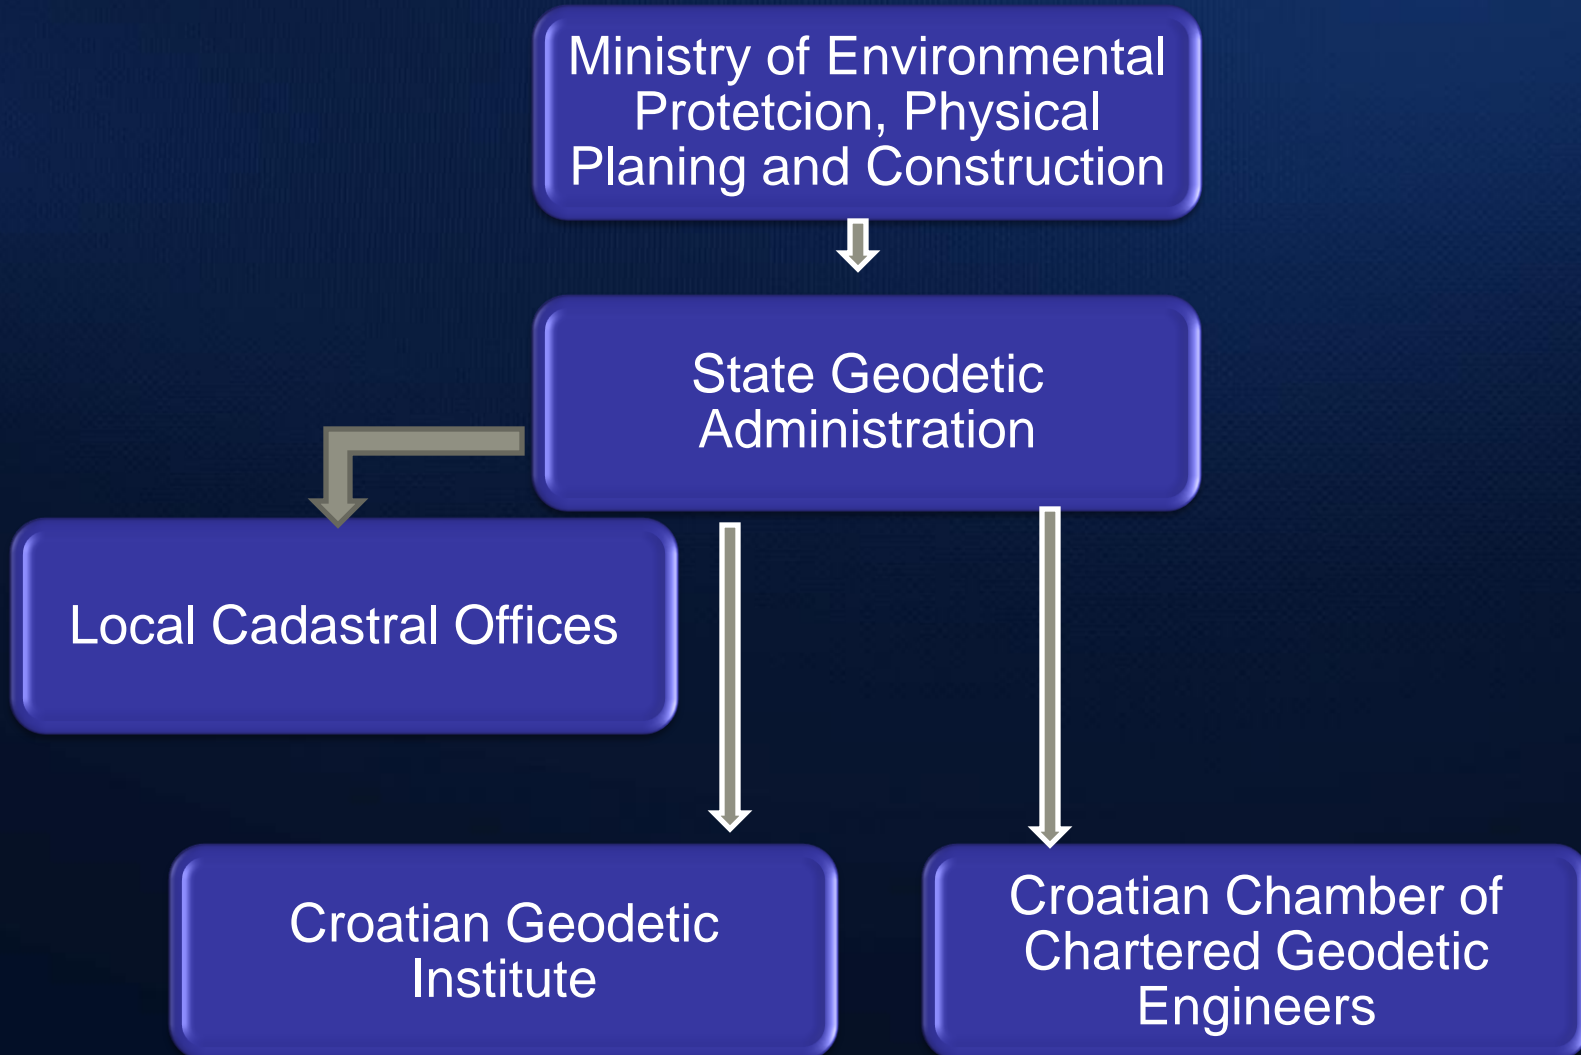 Ministry of Environmental
Protetcion, Physical
Planing and Construction
State Geodetic
Administration
Local Cadastral Offices
Croatian Geodetic
Institute
Croatian Chamber of
Chartered Geodetic
Engineers